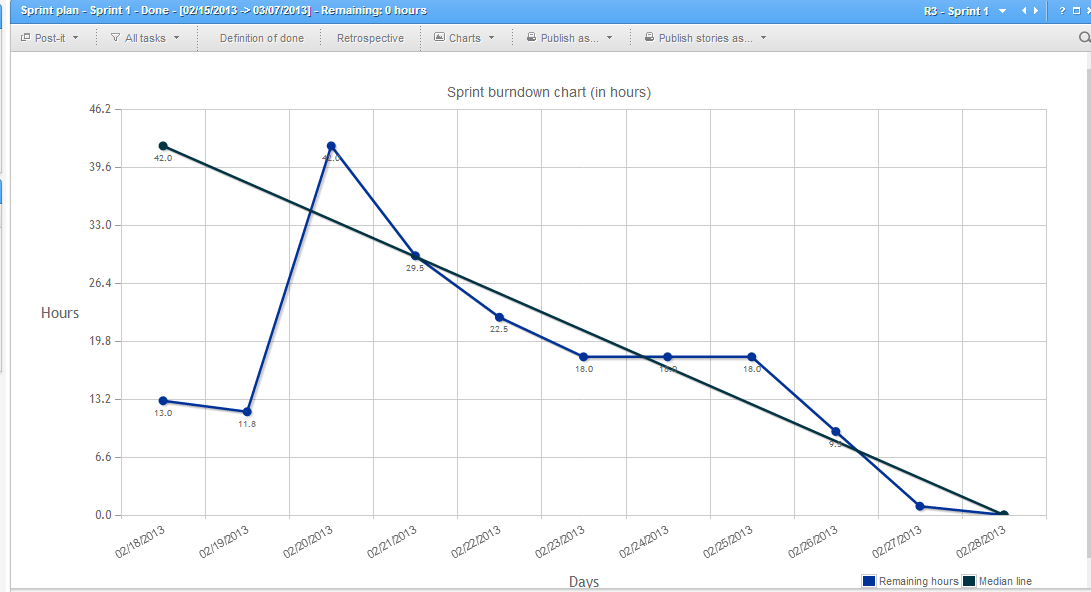 Sprint plan - Sprint 1 - Done - [02/15/2013 -> 03/07/2013] - Remaining: 0 hours
R3 - Sprint 1
?
Post-it
All tasks
Definition of done
Retrospective
Charts
Publish as...
Publish stories as...
Sprint burndown chart (in hours)
46.2
39.6
33.0
26.4
19.8
13.2
6.6
0.0
Hours
42.0
13.0
11.8
42.0
29.5
22.5
18.0
18.0
18.0
02/18/2013
02/19/2013
02/20/2013
02/21/2013
02/22/2013
02/23/2013
02/24/2013
02/25/2013
02/26/2013
02/27/2013
02/28/2013
Days
Remaining hours
Median line